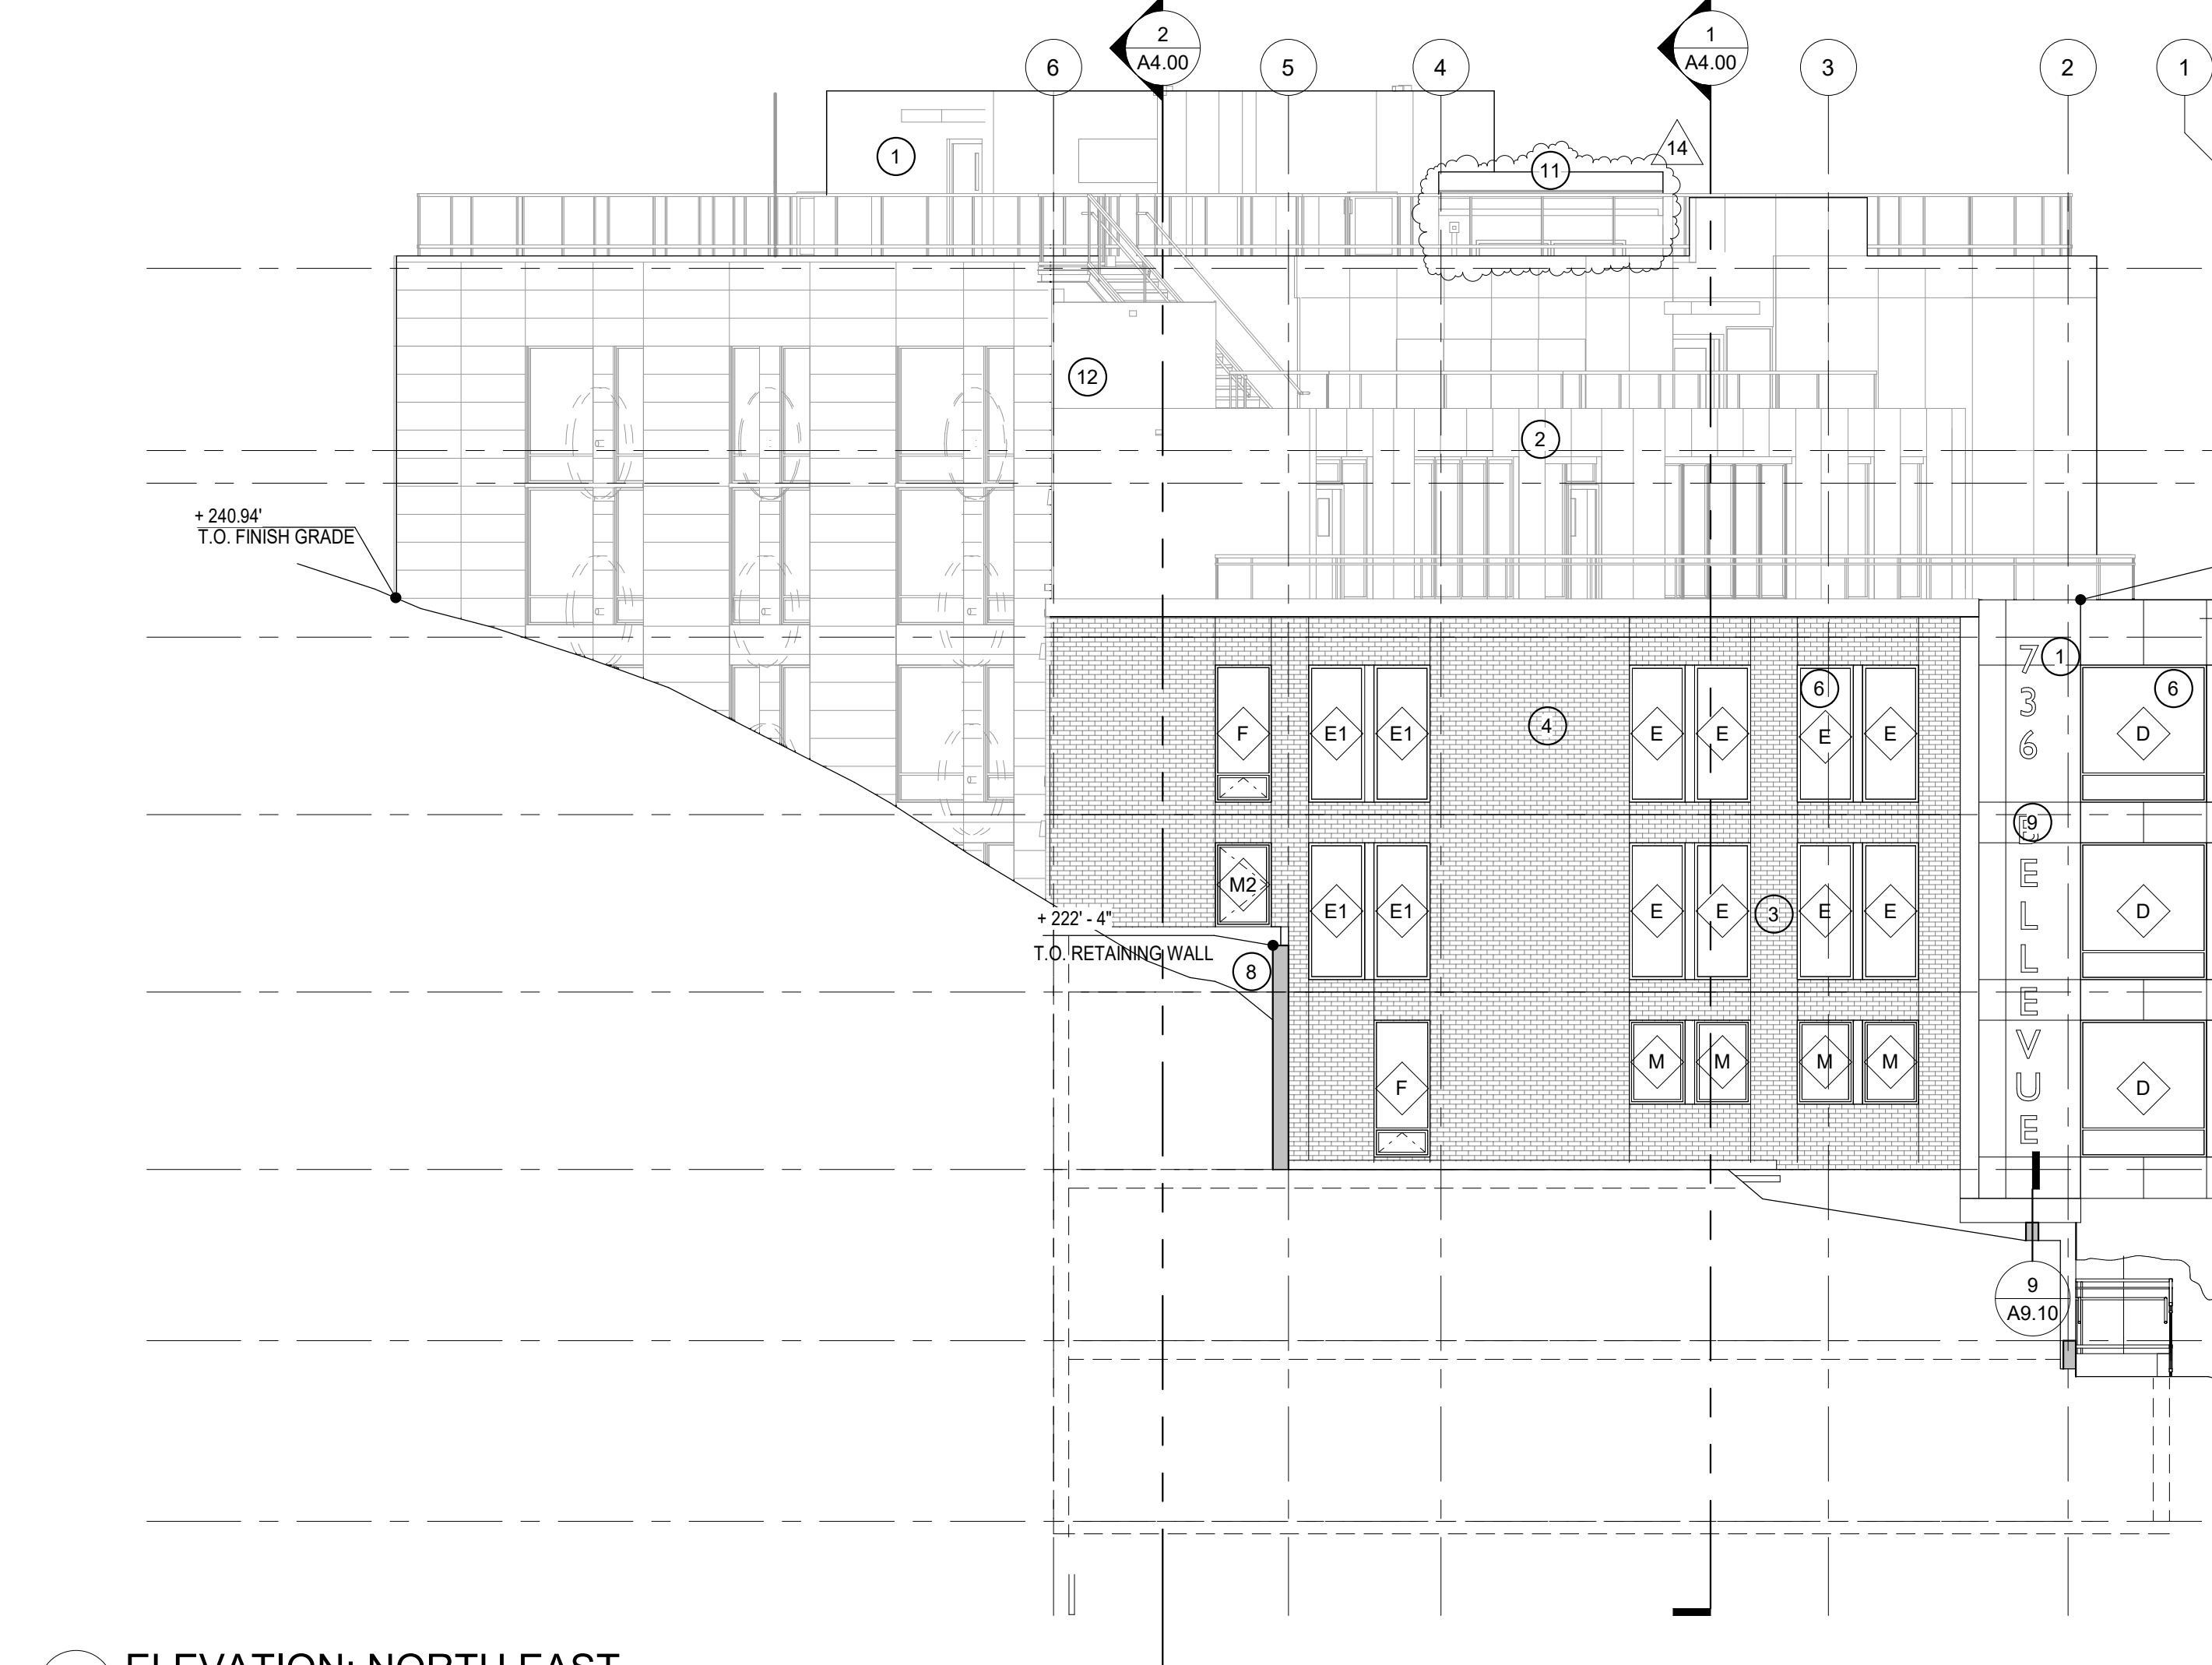 2
A4.00
1
A4.00
6
5
4
3
2
1
1
11
14
12
2
+ 240.94'
T.O. FINISH GRADE
7
3
6
B
E
L
L
E
V
U
E
1
6
6
F
E1
E1
4
E
E
E
E
D
9
M2
E1
E1
E
E
3
E
E
D
+ 222' - 4"
T.O. RETAINING WALL
8
F
M
M
M
M
D
9
A9.10
ELEVATION: NORTH EAST